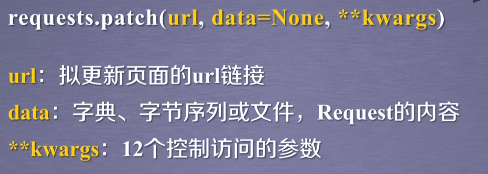 requests.patch(url, data=None, **kwargs)
url：拟更新页面的url链接
data：字典、字节序列或文件，Request的内容
**kwargs：12个控制访问的参数